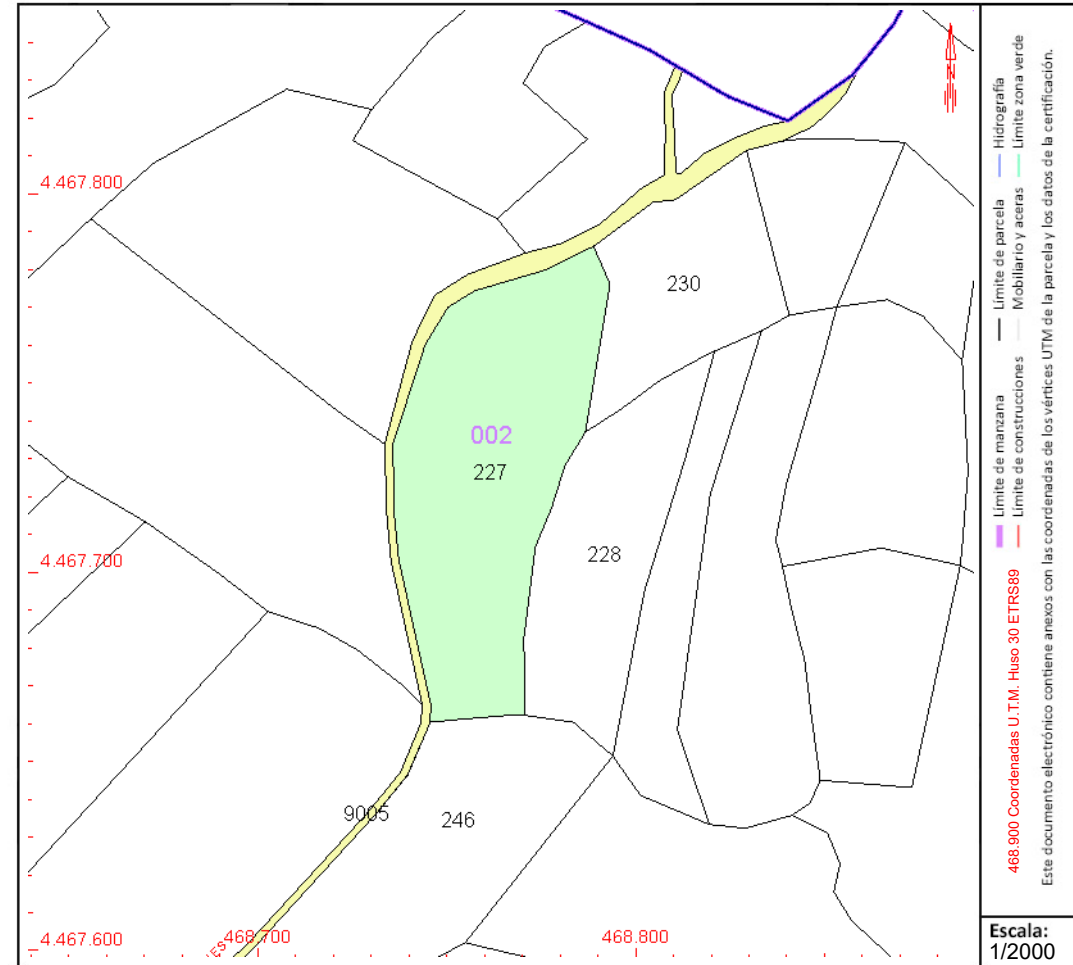 4.467.800
230
002
227
4.467.700
228
9005
246
4.467.600
468.700
468.800
ES
N
Límite de manzana
Límite de parcela
Hidrografía
Límite de construcciones
Mobiliario y aceras
Límite zona verde
468.900 Coordenadas U.T.M. Huso 30 ETRS89
Este documento electrónico contiene anexos con las coordenadas de los vértices UTM de la parcela y los datos de la certificación.
Escala:
1/2000